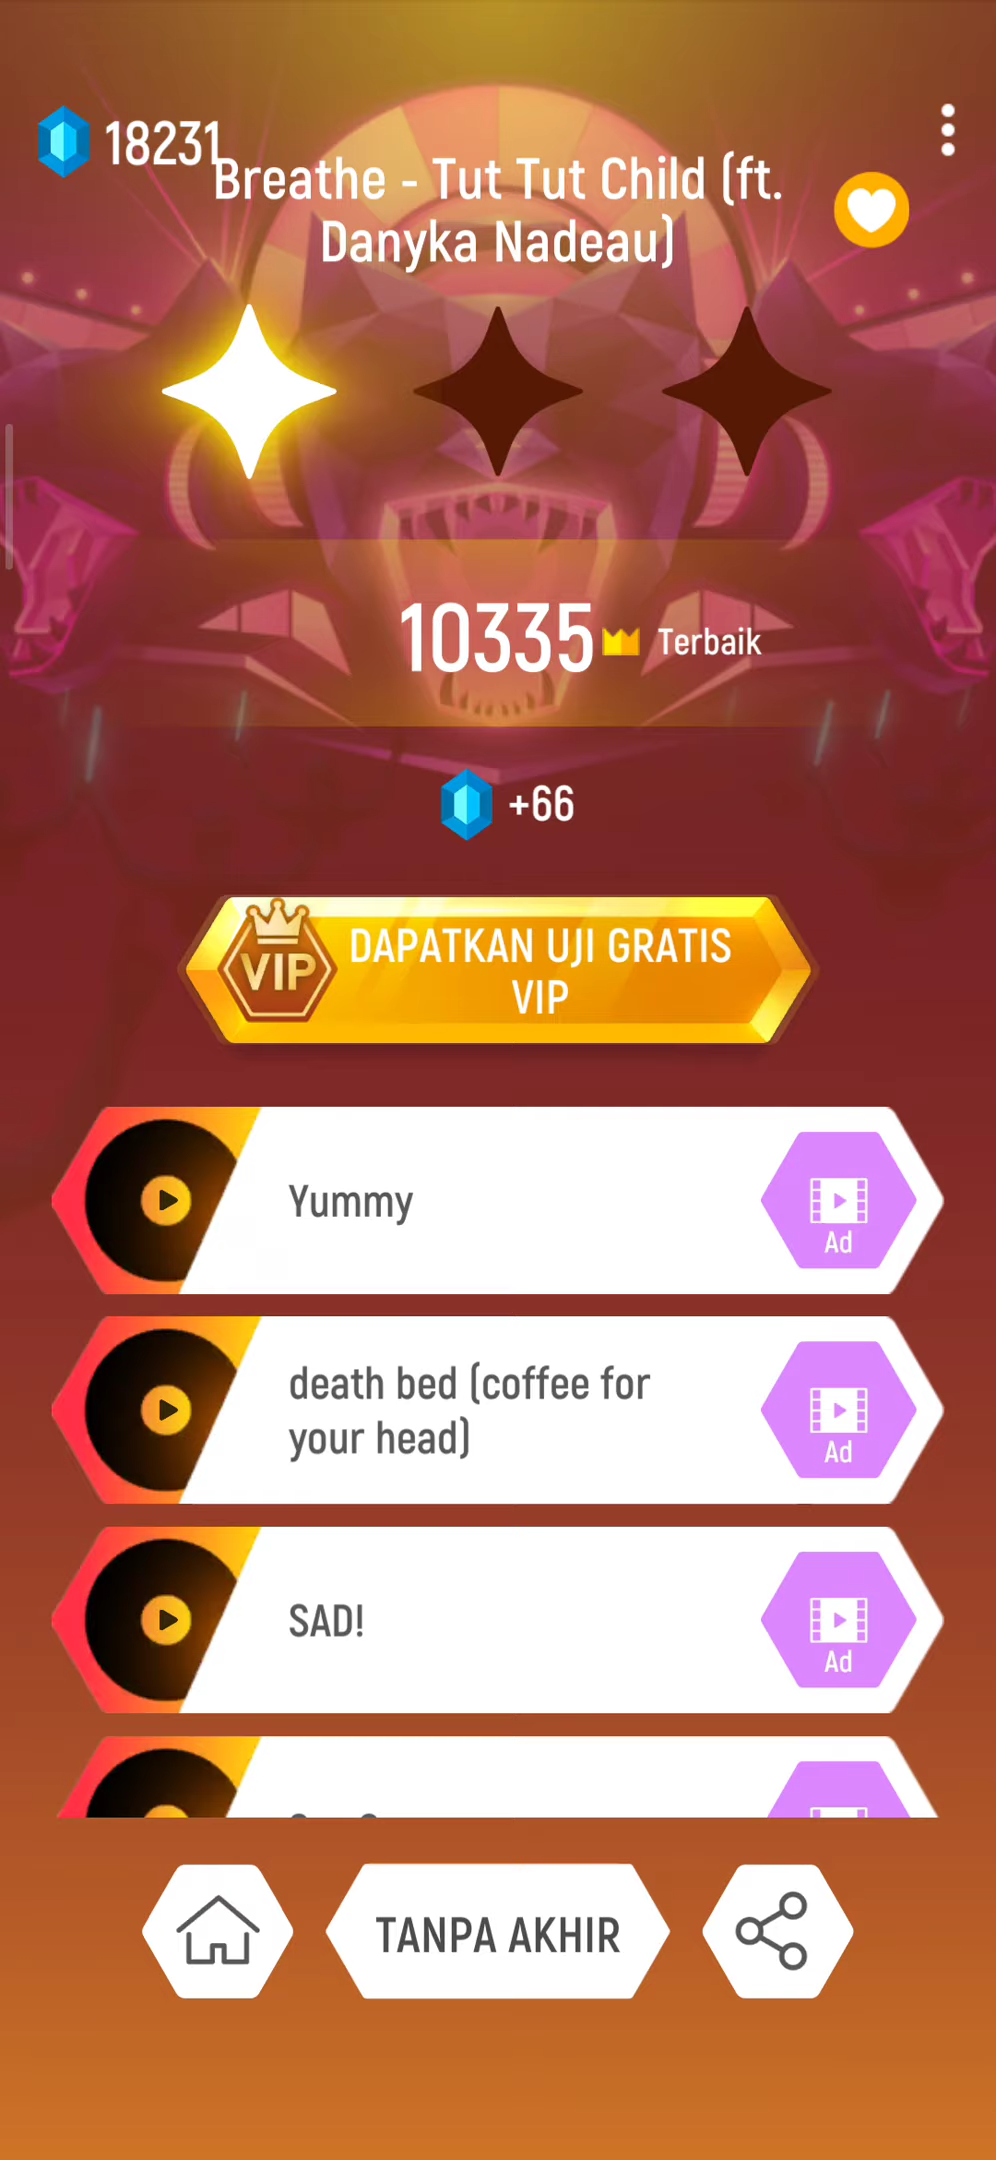 18231
Breathe - Tut Tut Child (ft.
Danyka Nadeau)
10335 Terbaik
+66
VIP
DAPATKAN UJI GRATIS
VIP
Yummy
Ad
death bed (coffee for
your head)
Ad
SAD!
Ad
TANPA AKHIR